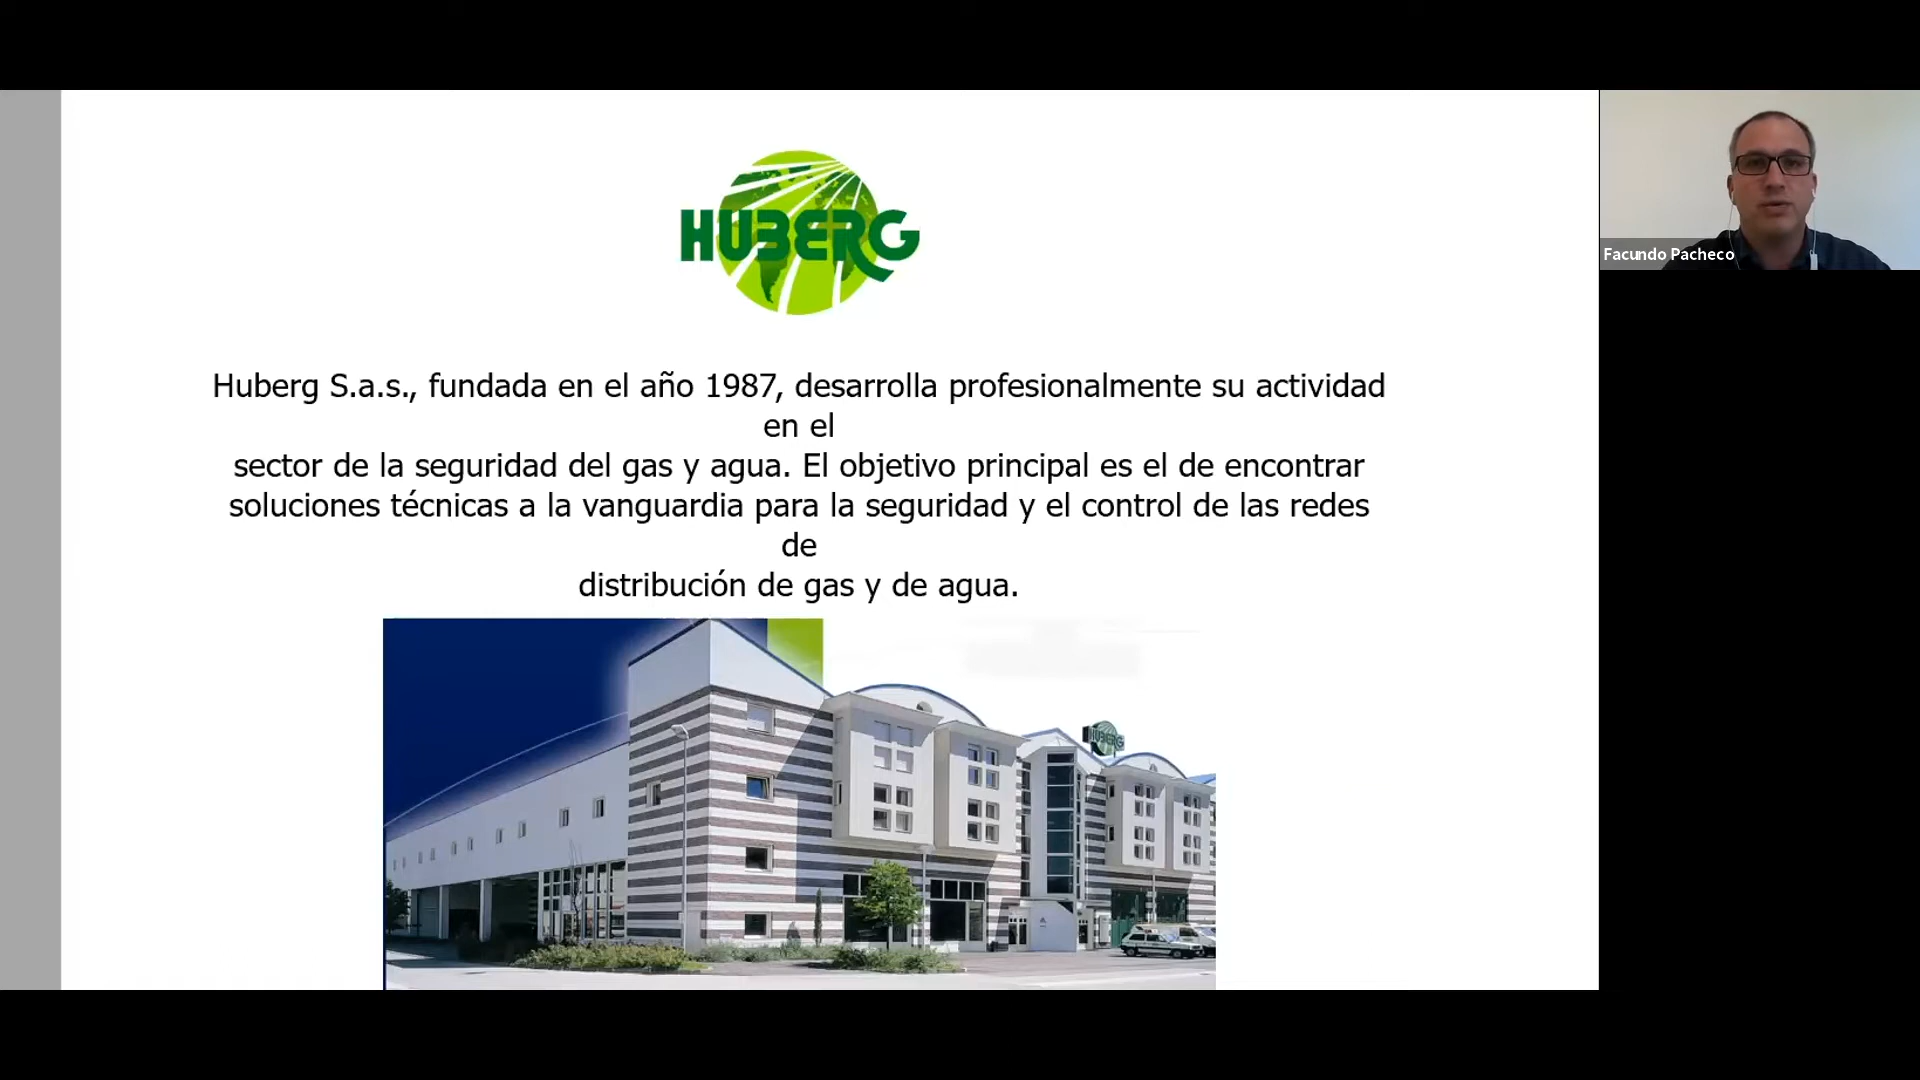 HUBERG
Huberg S.a.s., fundada en el año 1987, desarrolla profesionalmente su actividad
en el
sector de la seguridad del gas y agua. El objetivo principal es el de encontrar
soluciones técnicas a la vanguardia para la seguridad y el control de las redes
de
distribución de gas y de agua.
HUBERG
Facundo Pacheco